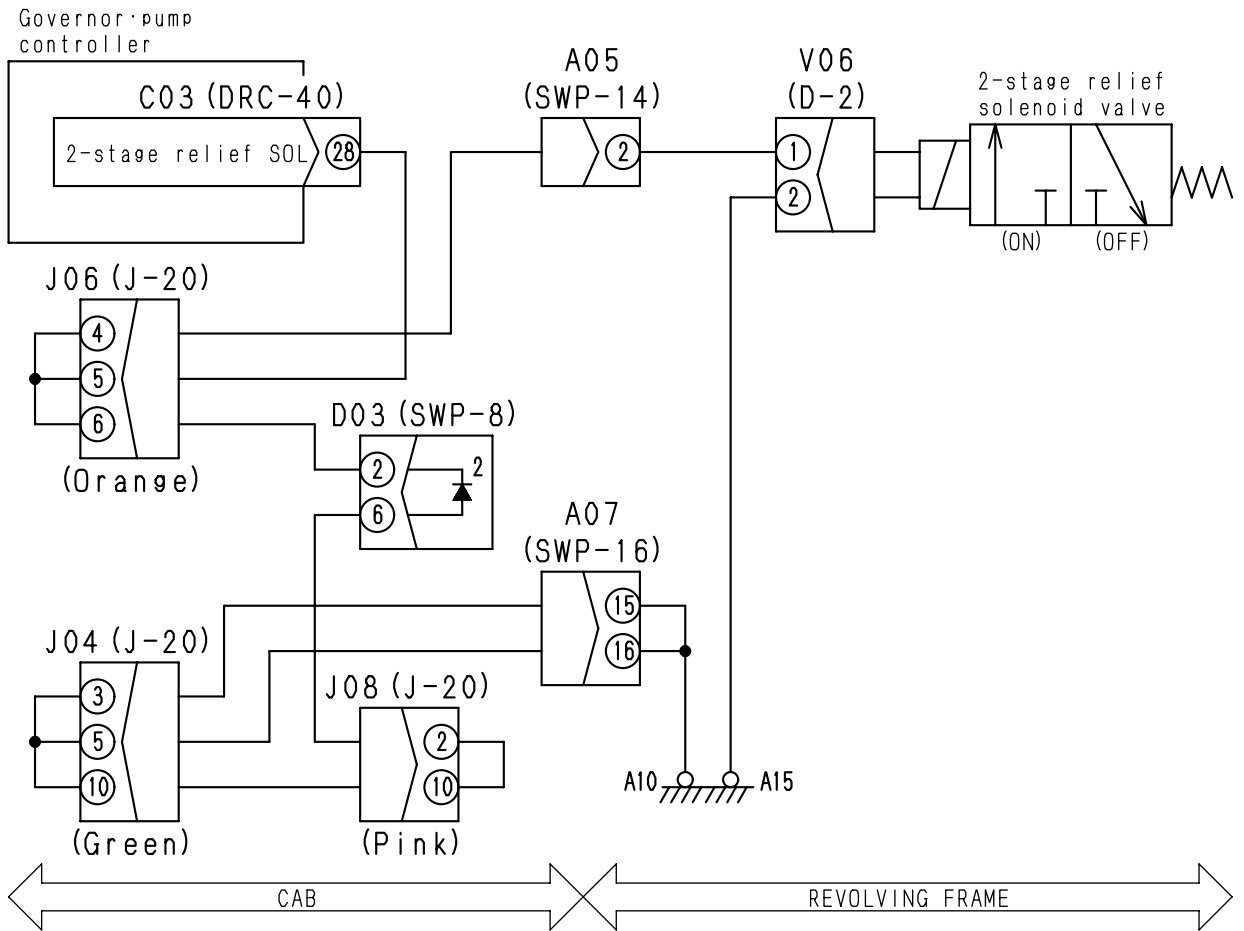 Governor·pump
controller
C03 (DRC-40)
2-stage relief SOL
28
A05
(SWP-14)
2
V06
(D-2)
1
2
2-stage relief
solenoid valve
(ON)
(OFF)
J06 (J-20)
4
5
6
(Orange)
D03 (SWP-8)
2
2
6
A07
(SWP-16)
15
16
J04 (J-20)
3
5
10
(Green)
J08 (J-20)
2
10
(Pink)
A10
A15
CAB
REVOLVING FRAME